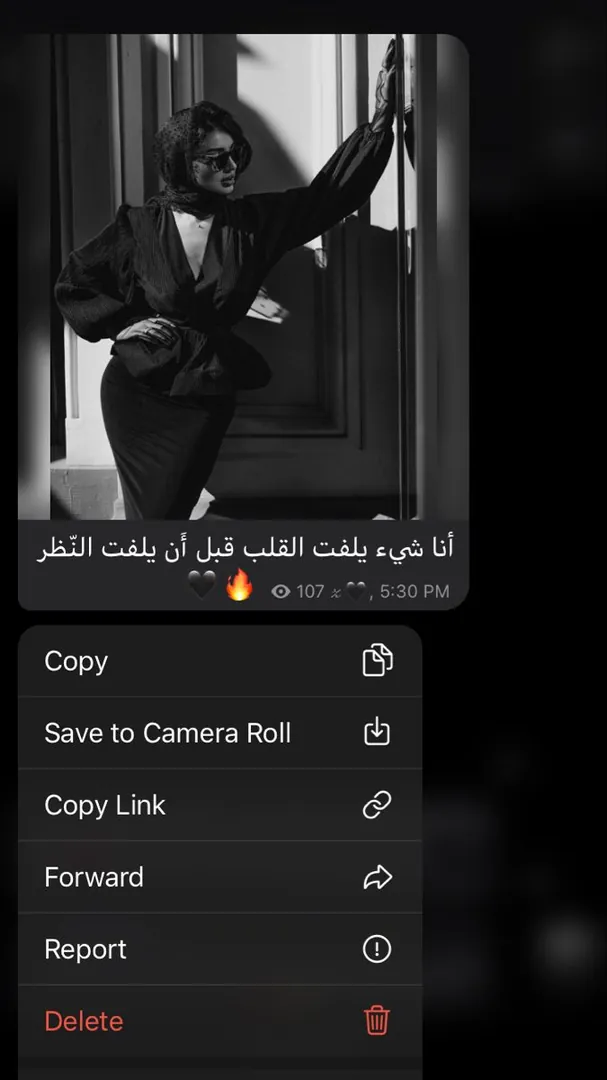 أنا شيء يلفت القلب قبل أَن يلفت النّظر
🖤🔥 107 𝓏🖤, 5:30 PM
Copy
Save to Camera Roll
Copy Link
Forward
Report
Delete